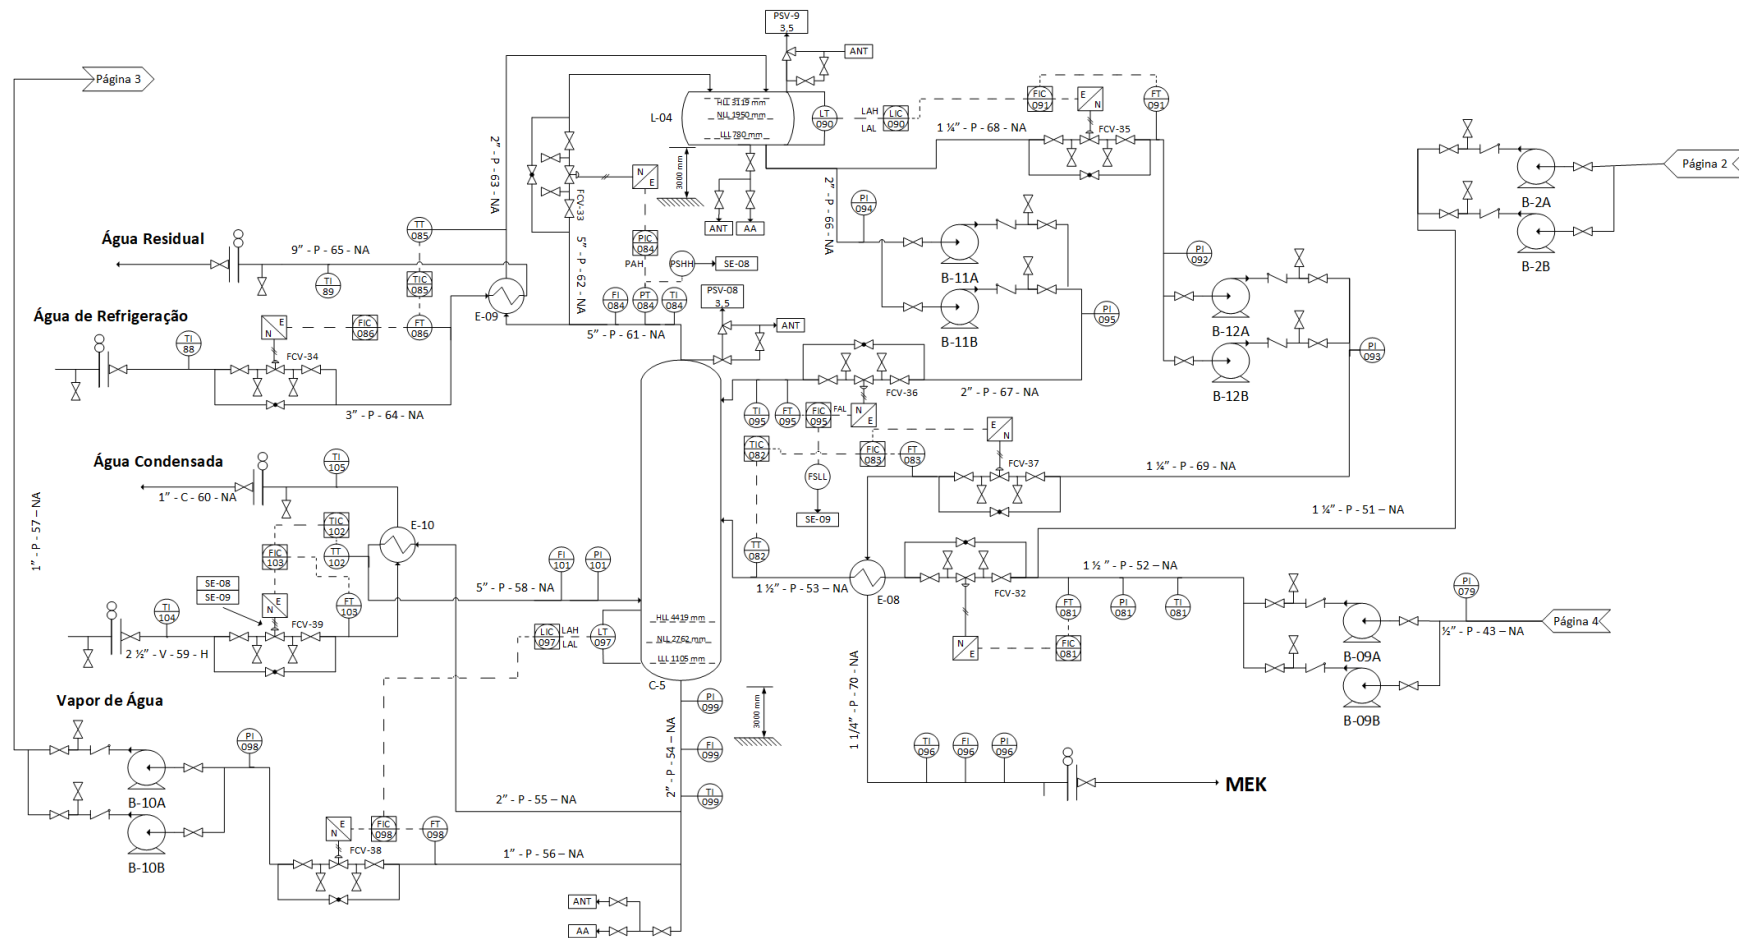 PSV-9
3,5
ANT
Página 3
HLL 3119 mm
NLL 1950 mm
LLL 780 mm
L-04
LT
090
LAH
LAL
LIC
090
FIC
091
E
N
FT
091
1 ¼” - P - 68 - NA
FCV-35
Página 2
B-2A
B-2B
2” - P - 63 - NA
N
E
FCV-33
3000 mm
ANT
AA
2” - P - 66 - NA
PI
094
B-11A
B-11B
PI
092
B-12A
B-12B
PI
093
PI
095
Água Residual
9” - P - 65 - NA
TI
89
TT
085
TIC
085
FT
086
FIC
086
E
N
E-09
5” - P - 62 - NA
PIC
084
PAH
PSHH
SE-08
FI
084
PT
084
TI
084
PSV-08
3,5
ANT
5” - P - 61 - NA
Água de Refrigeração
TI
88
FCV-34
3” - P - 64 - NA
FCV-36
2” - P - 67 - NA
TI
095
FT
095
FIC
095
FAL
N
E
TIC
082
FIC
083
FT
083
E
N
FCV-37
1 ¼” - P - 69 - NA
FSLL
SE-09
1 ¼” - P - 51 – NA
Água Condensada
TI
105
1” - C - 60 - NA
1” - P - 57 – NA
TIC
102
TT
102
FIC
103
E-10
SE-08
SE-09
E
N
FT
103
TI
104
FCV-39
2 ½” - V - 59 - H
FI
101
PI
101
5” - P - 58 - NA
TT
082
1 ½” - P - 53 – NA
E-08
FCV-32
1 ½ ” - P - 52 – NA
FT
081
PI
081
TI
081
N
E
FIC
081
PI
079
Página 4
½” - P - 43 – NA
B-09A
B-09B
HLL 4419 mm
NLL 2762 mm
LLL 1105 mm
LIC
097
LAH
LAL
LT
097
C-5
Vapor de Água
PI
099
FI
099
TI
099
3000 mm
2” - P - 54 – NA
1 1/4” - P - 70 - NA
TI
096
FI
096
PI
096
MEK
PI
098
B-10A
B-10B
2” - P - 55 – NA
E
N
FIC
098
FT
098
FCV-38
1” - P - 56 – NA
ANT
AA